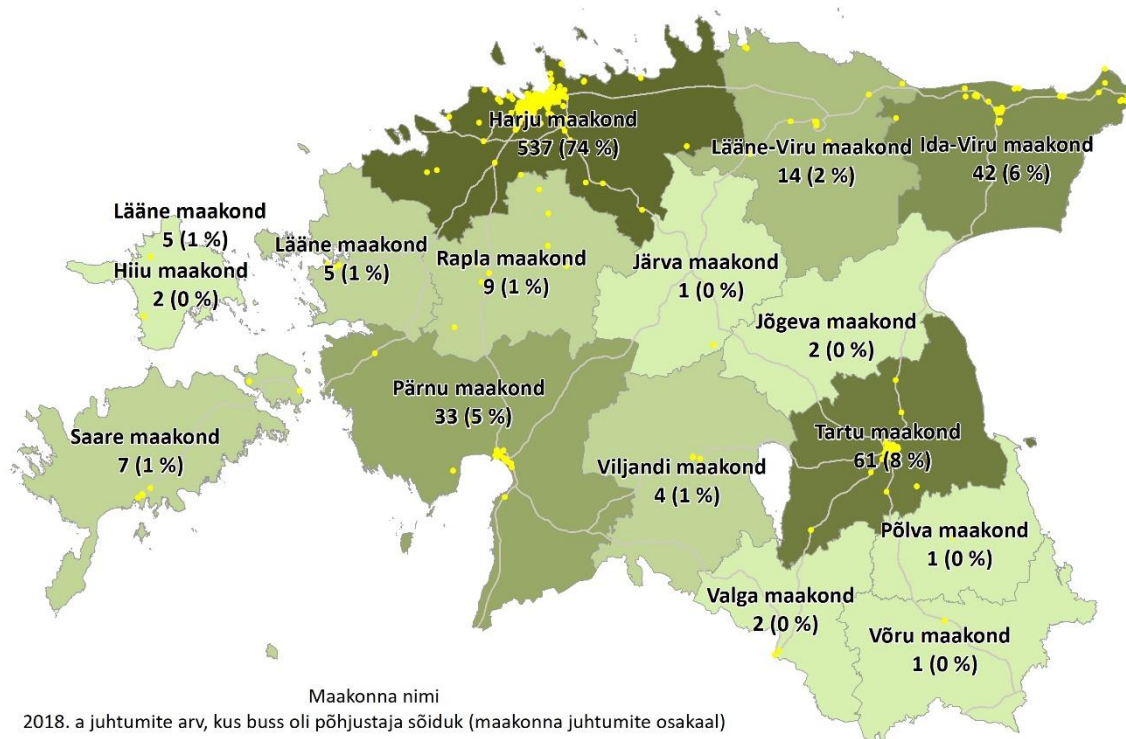 Harju maakond
537 (74 %)
Lääne-Viru maakond
14 (2 %)
Ida-Viru maakond
42 (6 %)
Lääne maakond
5 (1 %)
Hiiu maakond
2 (0 %)
Lääne maakond
5 (1 %)
Rapla maakond
9 (1 %)
Järva maakond
1 (0 %)
Jõgeva maakond
2 (0 %)
Pärnu maakond
33 (5 %)
Saare maakond
7 (1 %)
Viljandi maakond
4 (1 %)
Tartu maakond
61 (8 %)
Põlva maakond
1 (0 %)
Valga maakond
2 (0 %)
Võru maakond
1 (0 %)
Maakonna nimi
2018. a juhtumite arv, kus buss oli põhjustaja sõiduk (maakonna juhtumite osakaal)